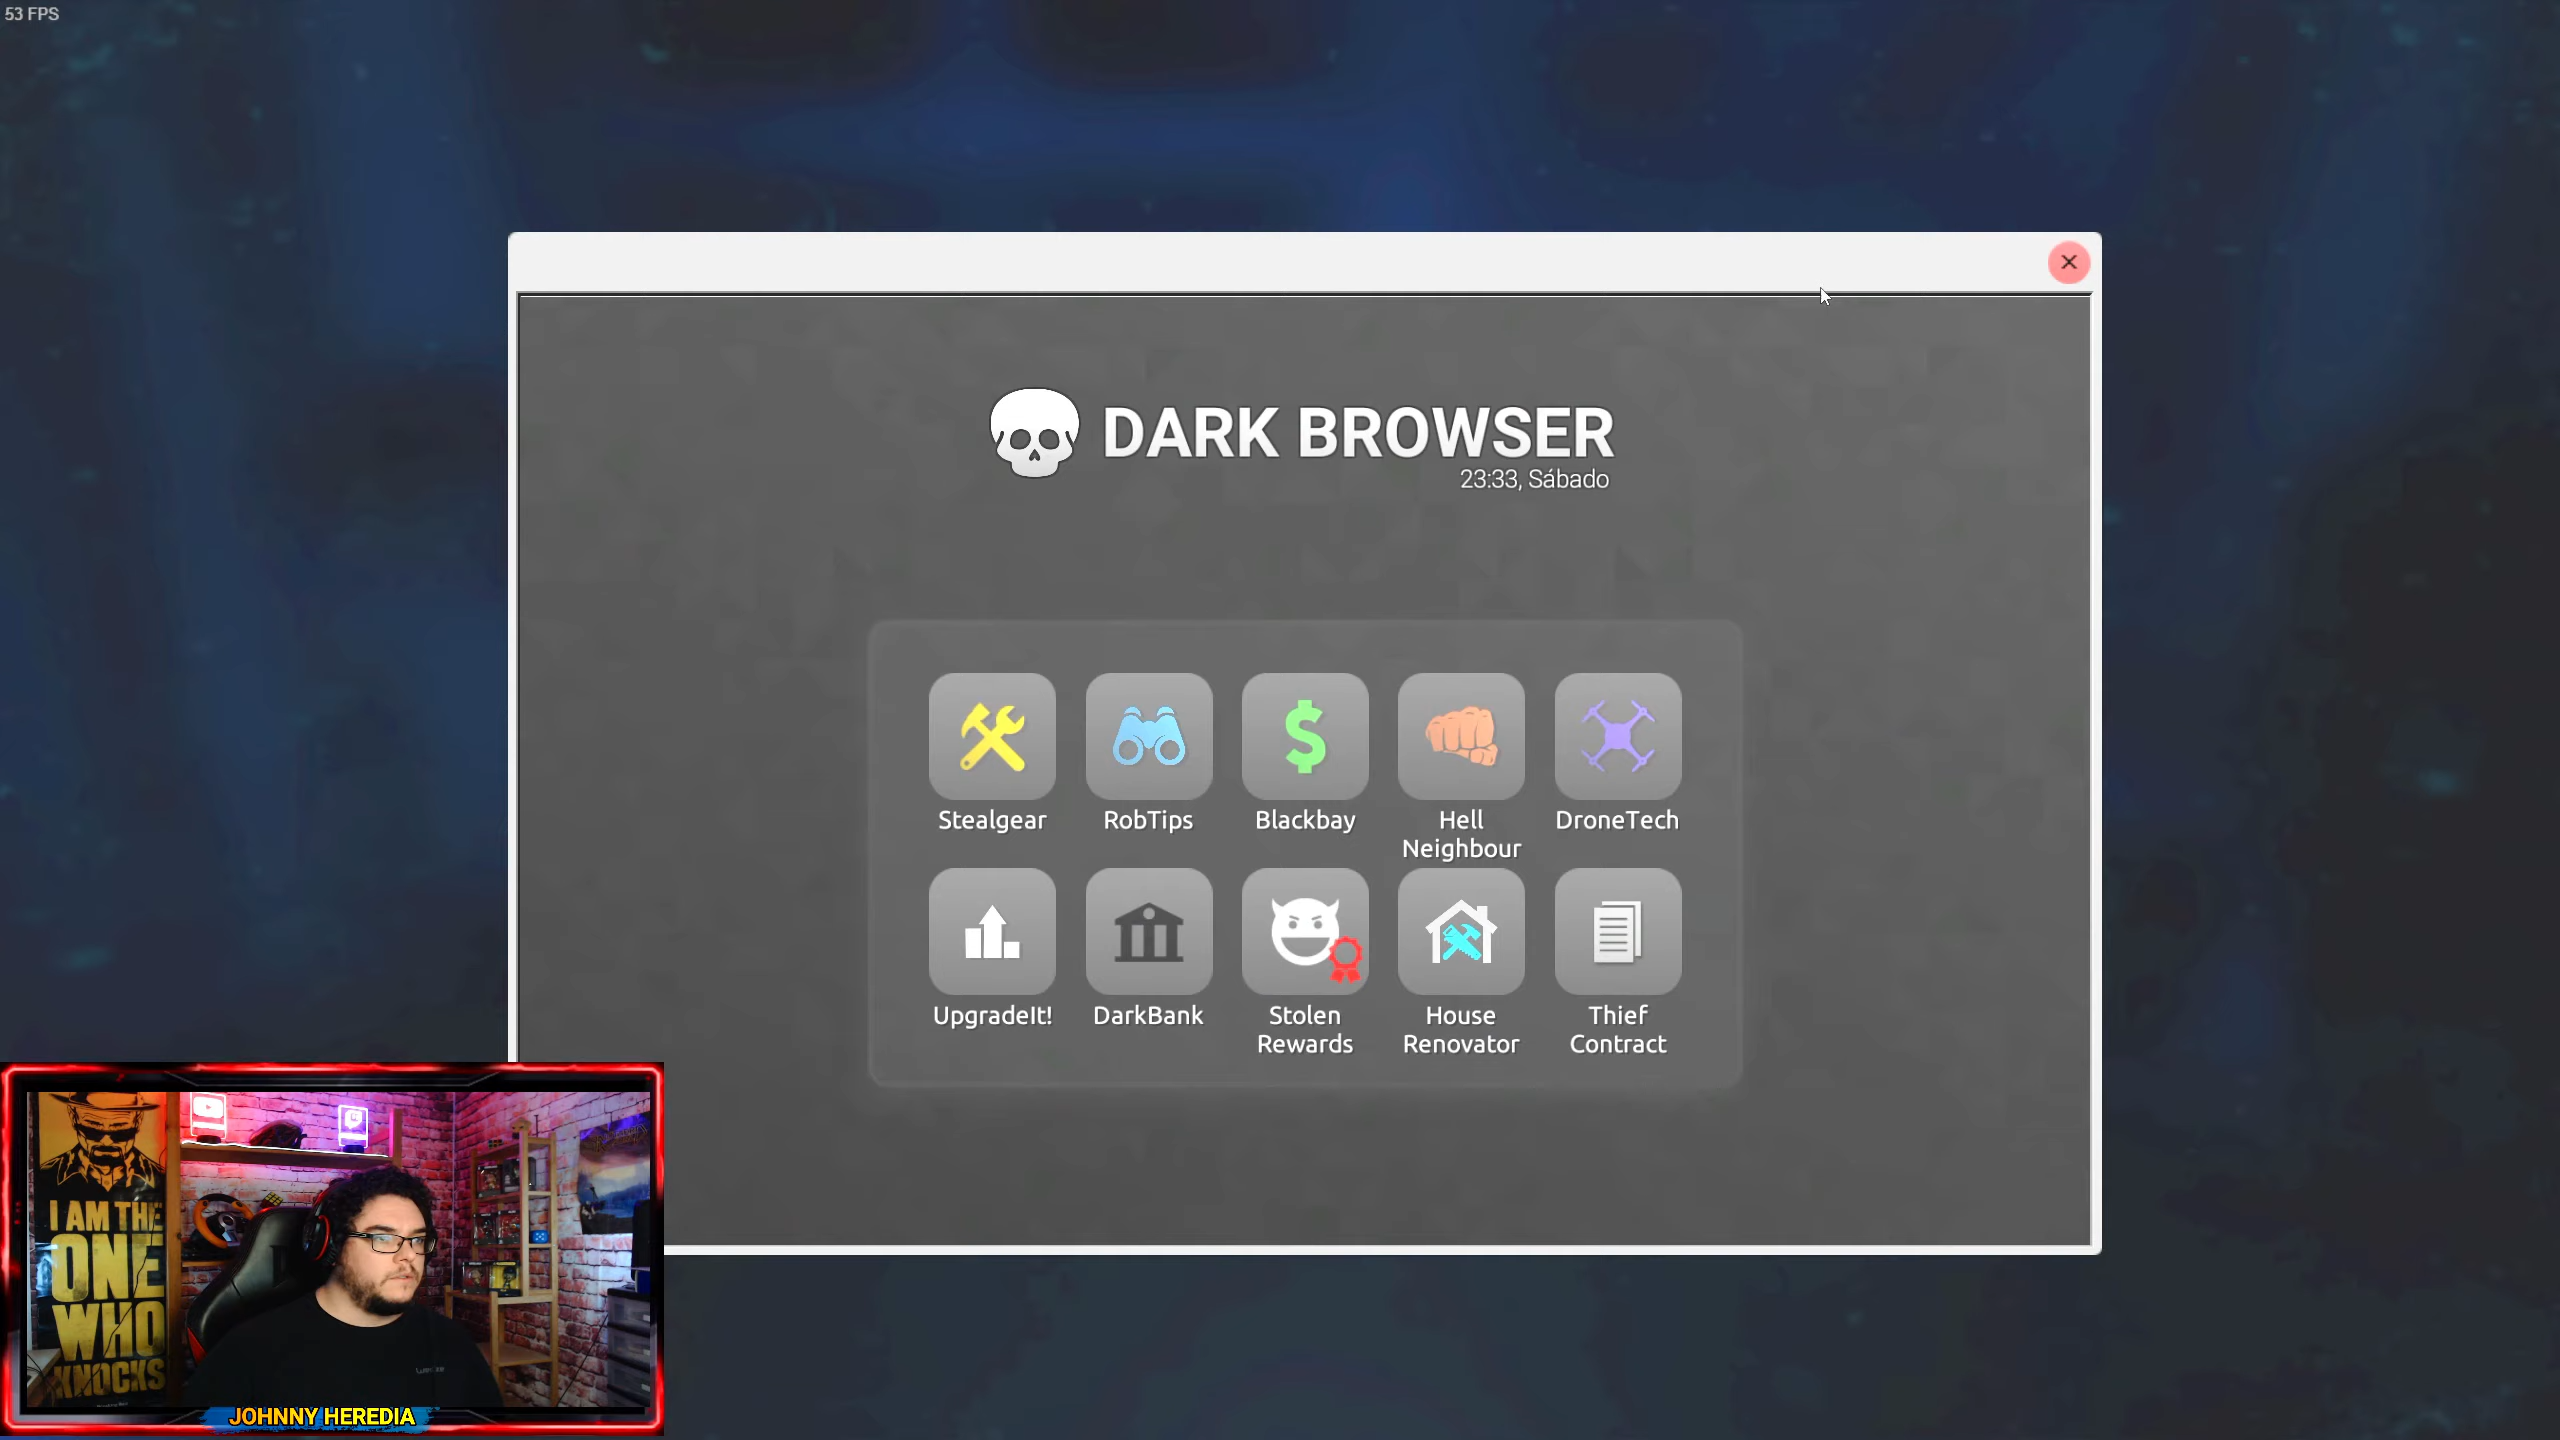 53 FPS
DARK BROWSER
23:33, Sábado
Stealgear
RobTips
Blackbay
Hell
Neighbour
DroneTech
UpgradeIt!
DarkBank
Stolen
Rewards
House
Renovator
Thief
Contract
I AM THE
ONE
WHO
KNOCKS
JOHNNY HEREDIA